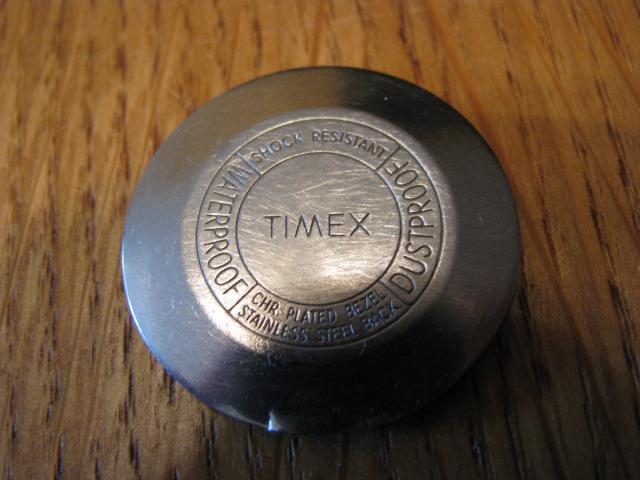 SHOCK RESISTANT
WATERPROOF
TIMEX
DUSTPROOF
CHR. PLATED BEZEL
STAINLESS STEEL BACK